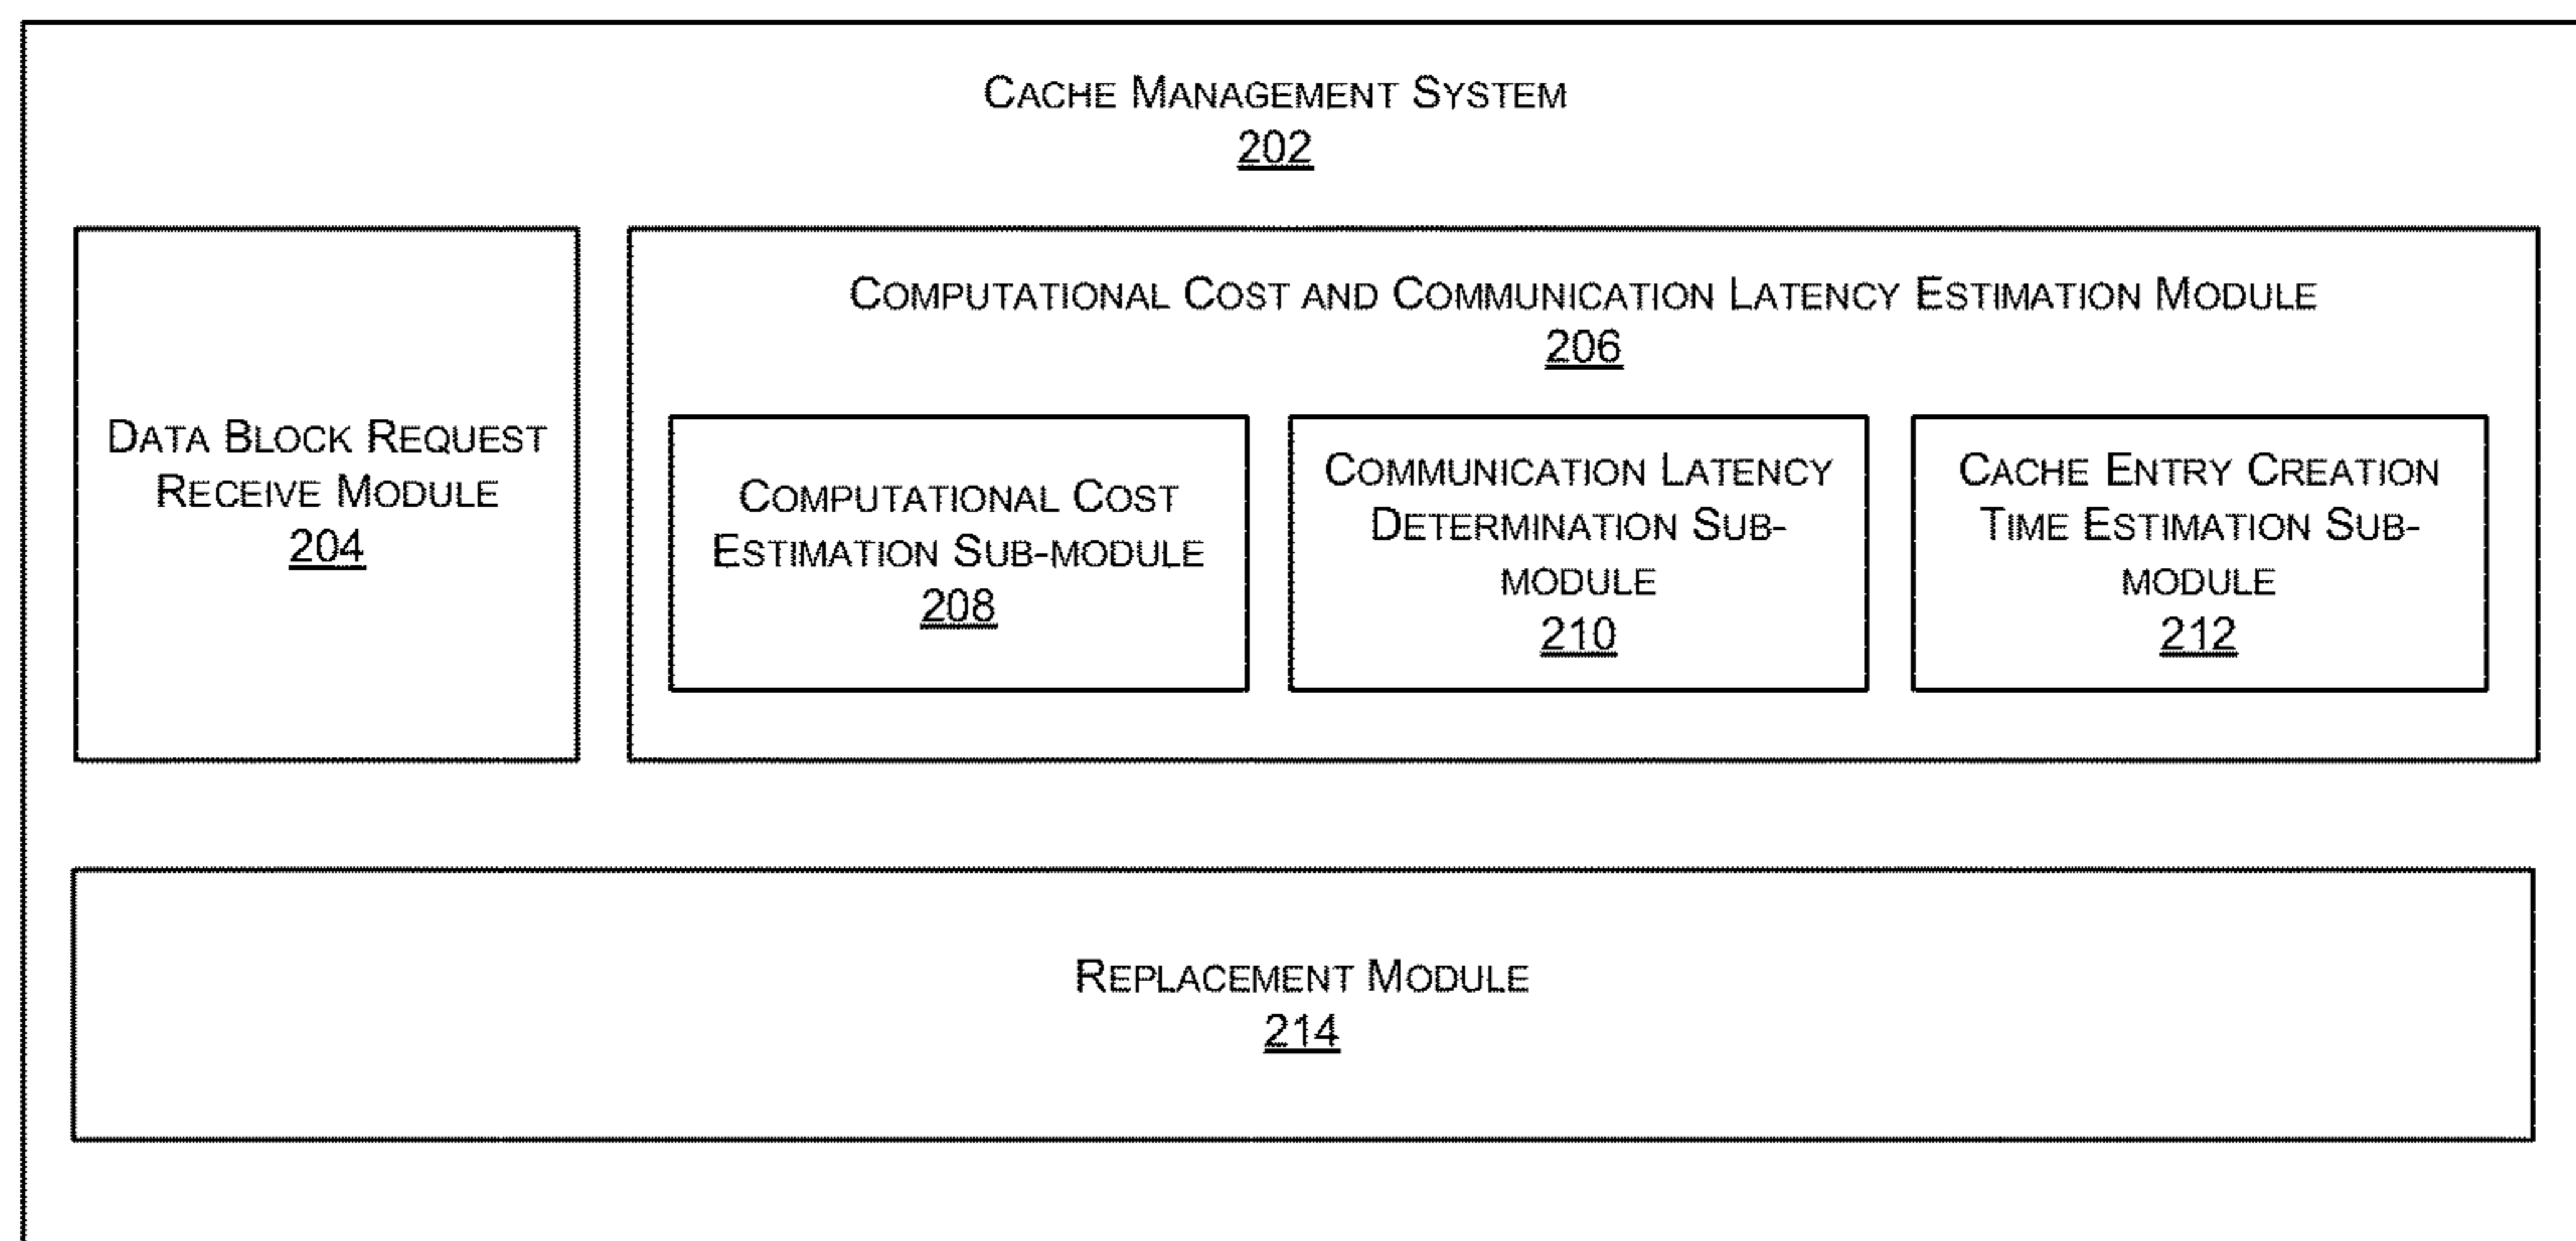 CACHE MANAGEMENT SYSTEM
202
DATA BLOCK REQUEST
RECEIVE MODULE
204
COMPUTATIONAL COST AND COMMUNICATION LATENCY ESTIMATION MODULE
206
COMPUTATIONAL COST
ESTIMATION SUB-MODULE
208
COMMUNICATION LATENCY
DETERMINATION SUB-
MODULE
210
CACHE ENTRY CREATION
TIME ESTIMATION SUB-
MODULE
212
REPLACEMENT MODULE
214